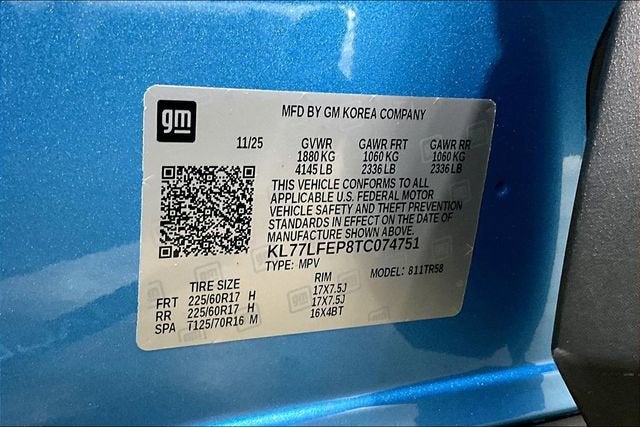 gm
MFD BY GM KOREA COMPANY
11/25 GVWR GAWR FRT GAWR RR
1880 KG 1060 KG 1060 KG
4145 LB 2336 LB 2336 LB
THIS VEHICLE CONFORMS TO ALL
APPLICABLE U.S. FEDERAL MOTOR
VEHICLE SAFETY AND THEFT PREVENTION
STANDARDS IN EFFECT ON THE DATE OF
MANUFACTURE SHOWN ABOVE.
KL77LFEP8TC074751
TYPE: MPV MODEL: 811TR58
TIRE SIZE RIM
FRT 225/60R17 H 17X7.5J
RR 225/60R17 H 17X7.5J
SPA T125/70R16 M 16X4BT